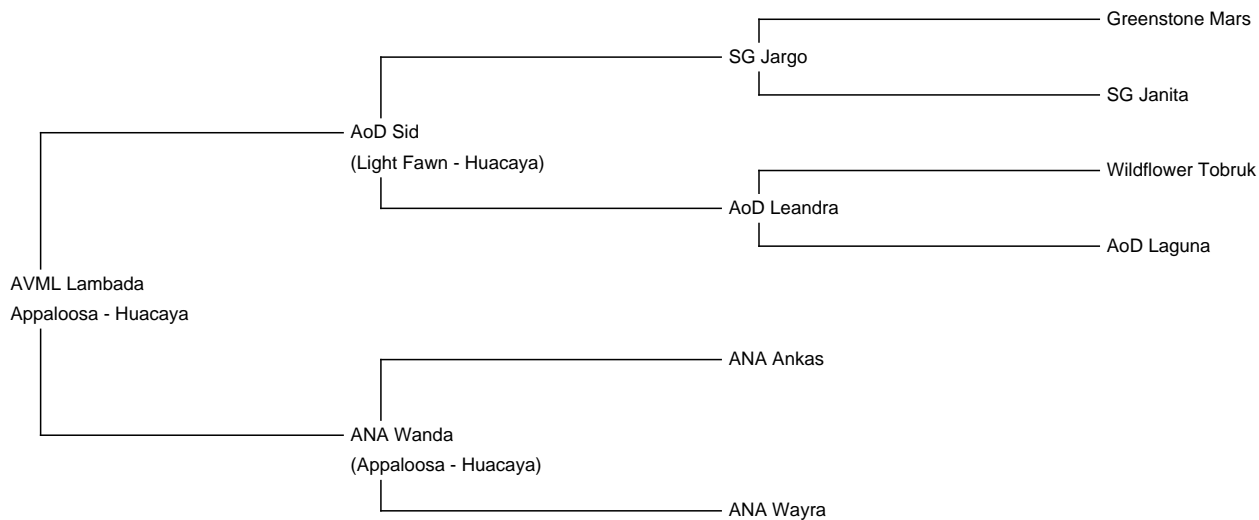 Greenstone Mars
SG Jargo
SG Janita
AoD Sid
(Light Fawn - Huacaya)
Wildflower Tobruk
AoD Leandra
AoD Laguna
AVML Lambada
Appaloosa - Huacaya
ANA Ankas
ANA Wanda
(Appaloosa - Huacaya)
ANA Wayra